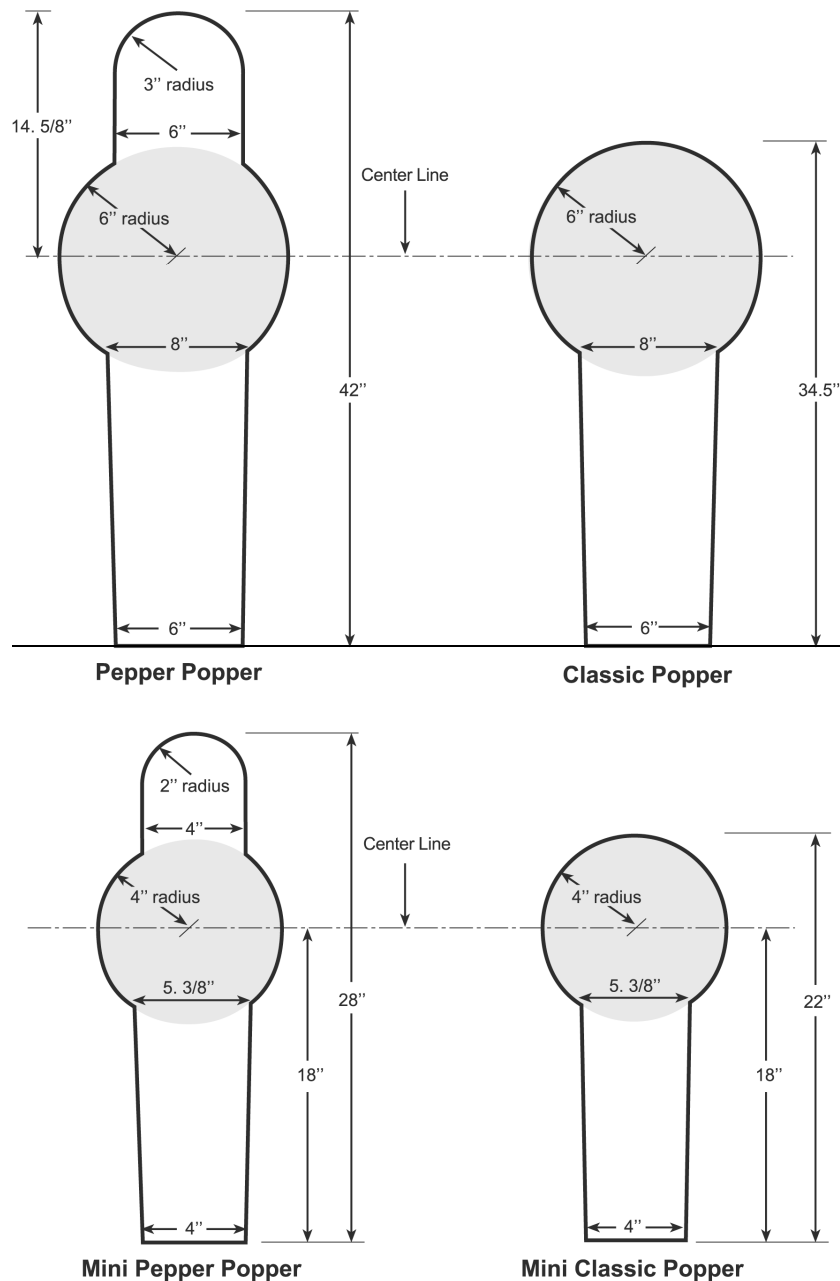 3’’ radius
14. 5/8’’
6’’
Center Line
6’’ radius
6’’ radius
8’’
8’’
42’’
34.5’’
6’’
6’’
Pepper Popper
Classic Popper
2’’ radius
4’’
Center Line
4’’ radius
4’’ radius
5. 3/8’’
5. 3/8’’
28’’
22’’
18’’
18’’
4’’
4’’
Mini Pepper Popper
Mini Classic Popper